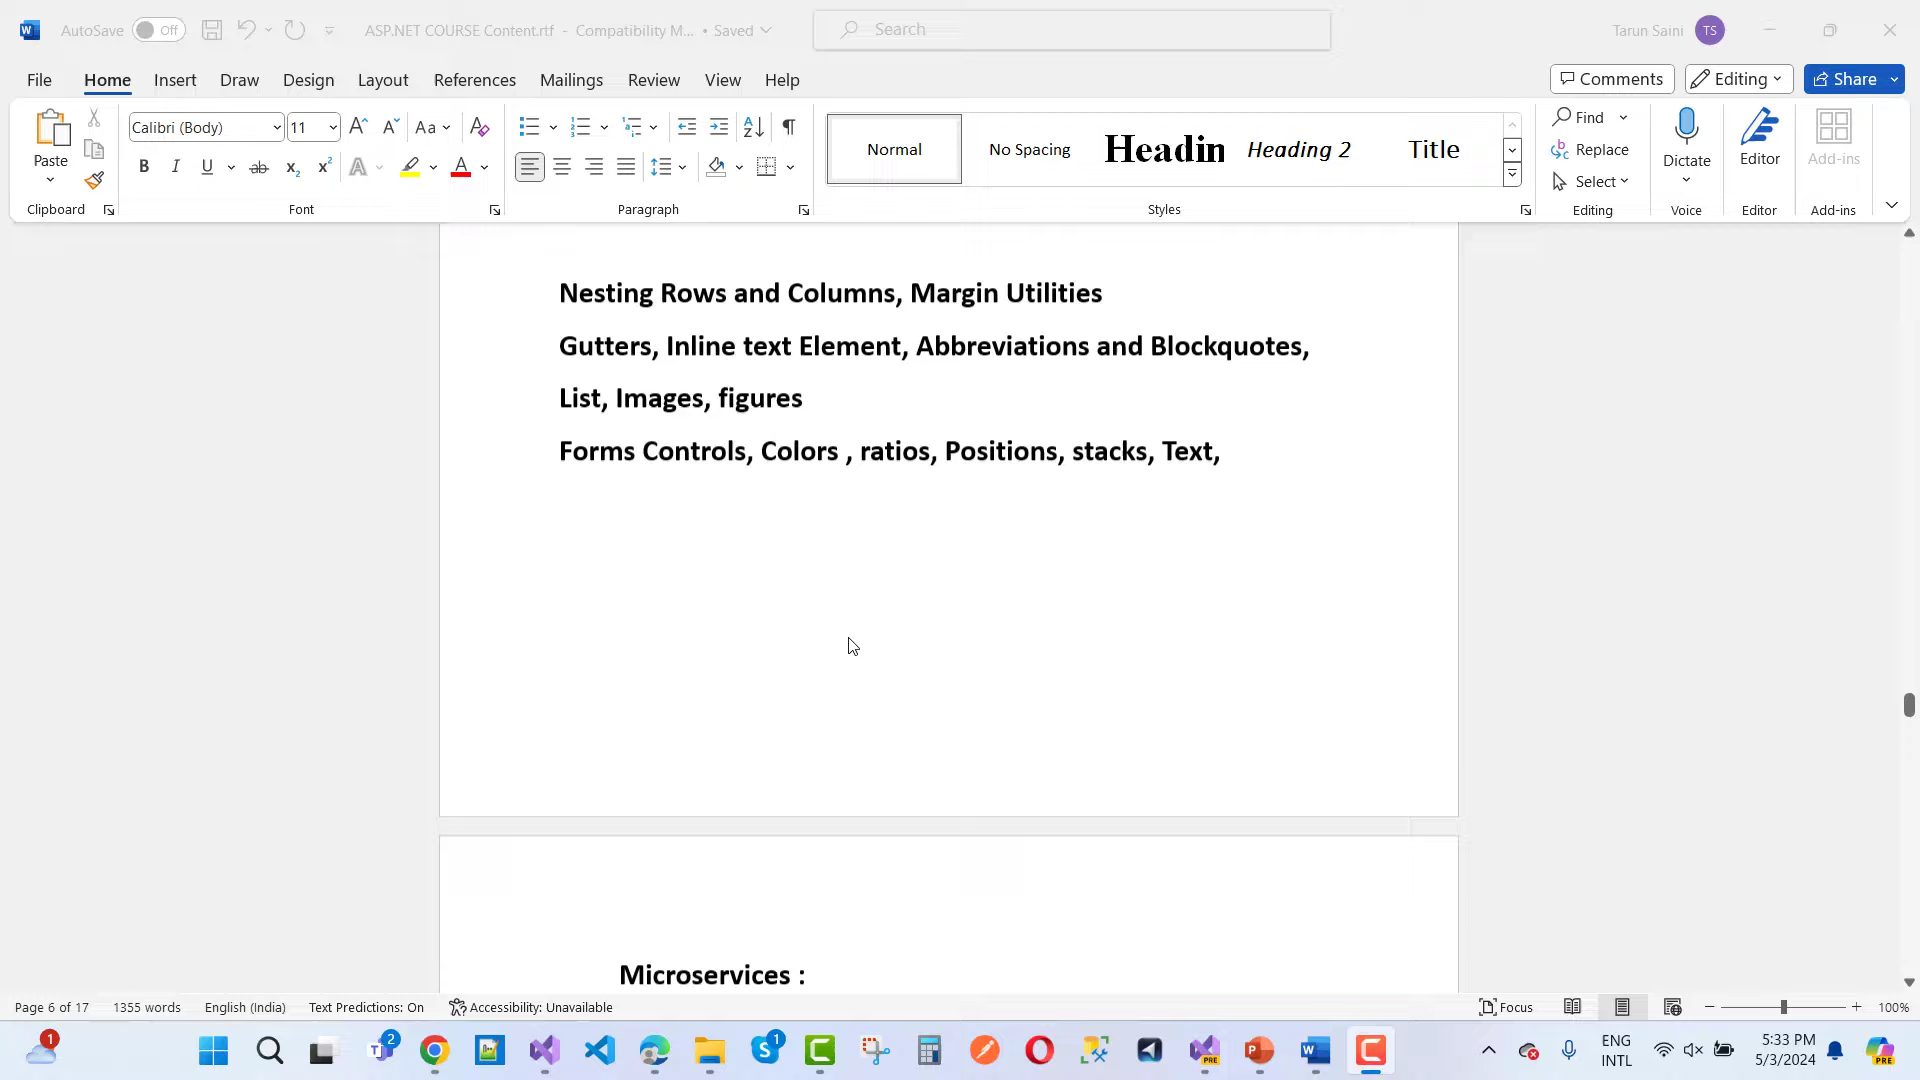 AutoSave Off ASP.NET COURSE Content.rtf - Compatibility M... • Saved Search Tarun Saini TS
File Home Insert Draw Design Layout References Mailings Review View Help Comments Editing Share
Paste Calibri (Body) 11 Normal No Spacing Headin Heading 2 Title Find Replace Select Dictate Editor Add-ins
Clipboard Font Paragraph Styles Editing Voice Editor Add-ins
Nesting Rows and Columns, Margin Utilities
Gutters, Inline text Element, Abbreviations and Blockquotes,
List, Images, figures
Forms Controls, Colors , ratios, Positions, stacks, Text,
Microservices :
Page 6 of 17 1355 words English (India) Text Predictions: On Accessibility: Unavailable Focus 100%
1 2 1 ENG 5:33 PM
INTL 5/3/2024